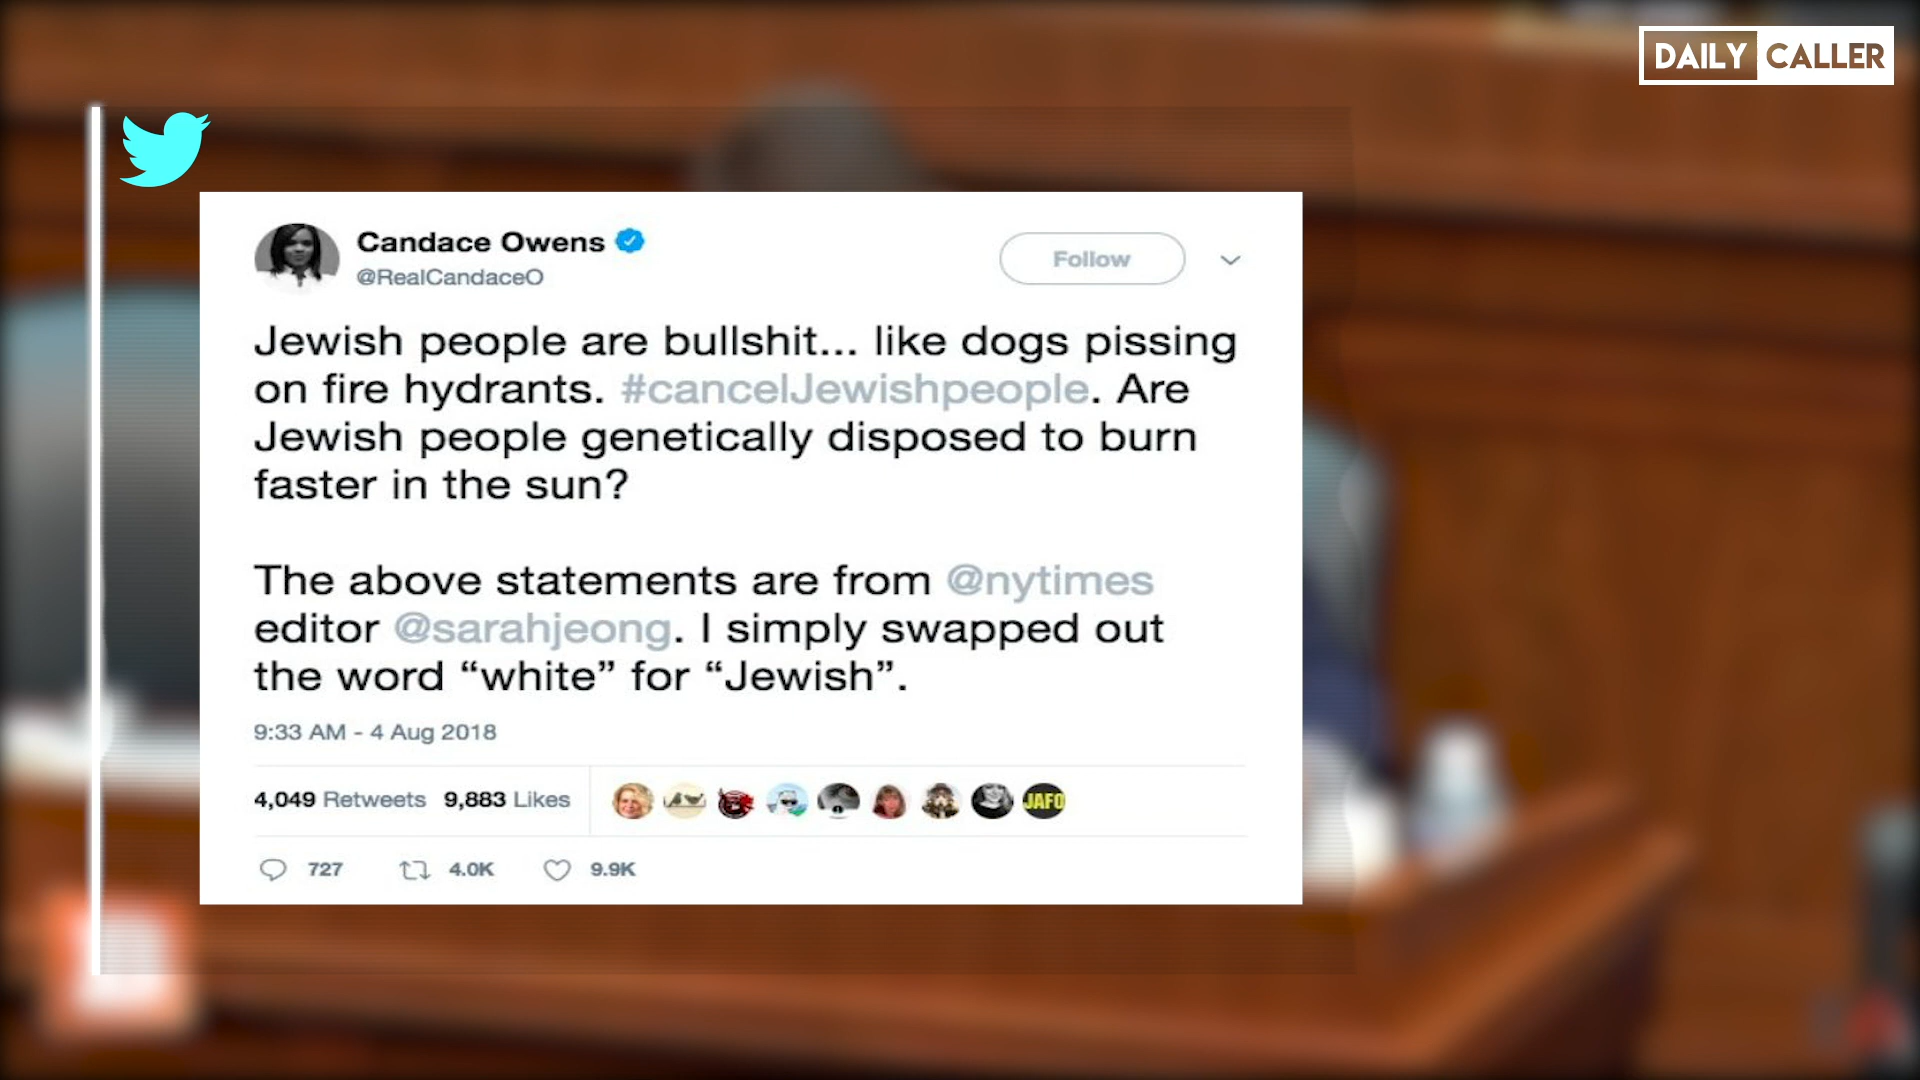 DAILY CALLER
Candace Owens
@RealCandaceO
Follow
Jewish people are bullshit... like dogs pissing
on fire hydrants. #cancelJewishpeople. Are
Jewish people genetically disposed to burn
faster in the sun?
The above statements are from @nytimes
editor @sarahjeong. I simply swapped out
the word “white” for “Jewish”.
9:33 AM - 4 Aug 2018
4,049 Retweets 9,883 Likes
JAFO
727 4.0K 9.9K